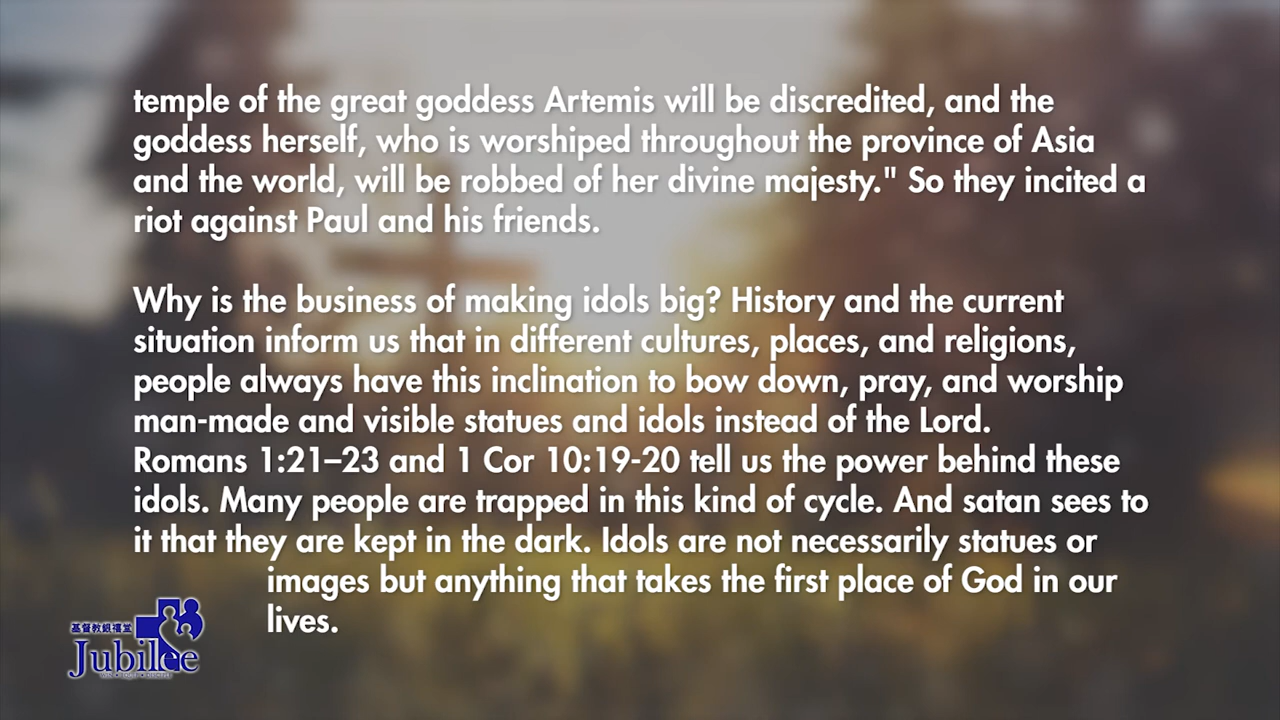 temple of the great goddess Artemis will be discredited, and the
goddess herself, who is worshiped throughout the province of Asia
and the world, will be robbed of her divine majesty." So they incited a
riot against Paul and his friends.
Why is the business of making idols big? History and the current
situation inform us that in different cultures, places, and religions,
people always have this inclination to bow down, pray, and worship
man-made and visible statues and idols instead of the Lord.
Romans 1:21–23 and 1 Cor 10:19-20 tell us the power behind these
idols. Many people are trapped in this kind of cycle. And satan sees to
it that they are kept in the dark. Idols are not necessarily statues or
images but anything that takes the first place of God in our
lives.
基督教銀禧堂
Jubilee